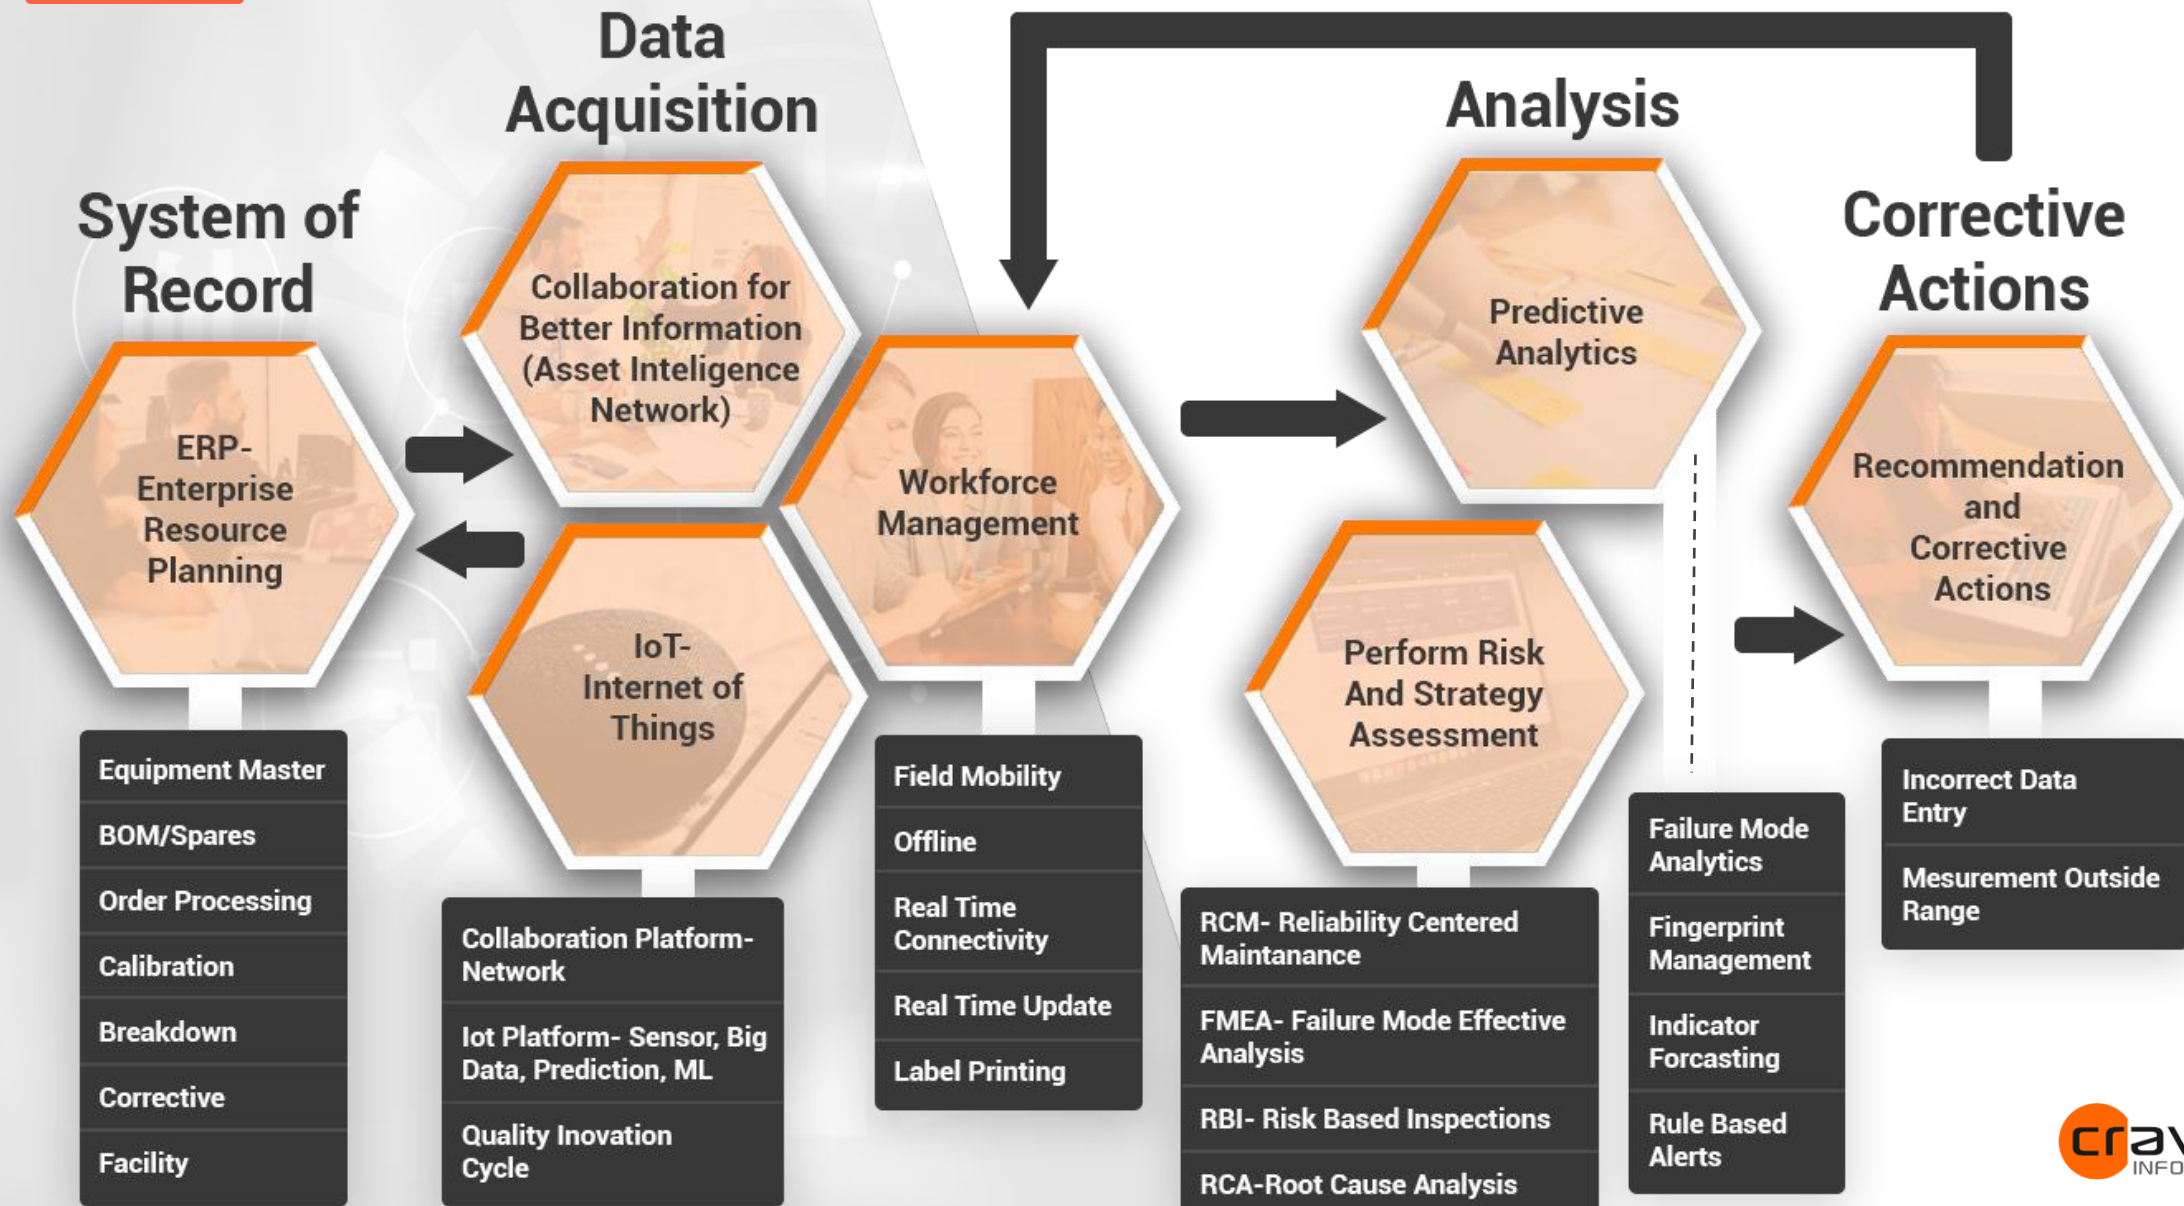 Data
Acquisition
Analysis
System of
Record
Corrective
Actions
Collaboration for
Better Information
(Asset Inteligence
Network)
Predictive
Analytics
ERP-
Enterprise
Resource
Planning
Workforce
Management
Recommendation
and
Corrective
Actions
IoT-
Internet of
Things
Perform Risk
And Strategy
Assessment
Equipment Master
BOM/Spares
Order Processing
Calibration
Breakdown
Corrective
Facility
Collaboration Platform-
Network
Iot Platform- Sensor, Big
Data, Prediction, ML
Quality Inovation
Cycle
Field Mobility
Offline
Real Time
Connectivity
Real Time Update
Label Printing
RCM- Reliability Centered
Maintanance
FMEA- Failure Mode Effective
Analysis
RBI- Risk Based Inspections
RCA-Root Cause Analysis
Failure Mode
Analytics
Fingerprint
Management
Indicator
Forcasting
Rule Based
Alerts
Incorrect Data
Entry
Mesurement Outside
Range